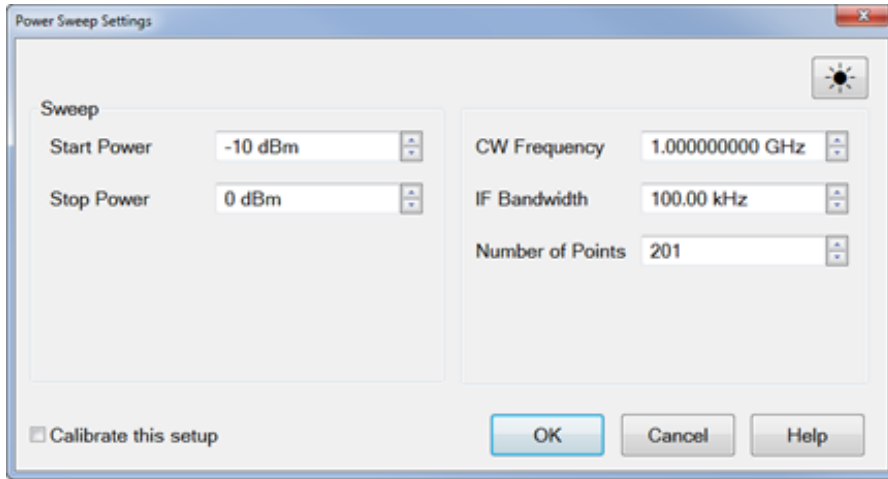 Power Sweep Settings
Sweep
Start Power -10 dBm
Stop Power 0 dBm
CW Frequency 1.000000000 GHz
IF Bandwidth 100.00 kHz
Number of Points 201
Calibrate this setup
OK Cancel Help